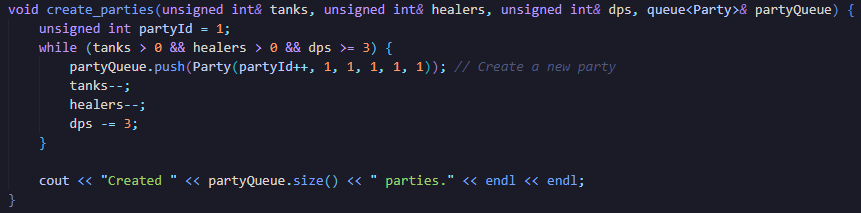 void create_parties(unsigned int& tanks, unsigned int& healers, unsigned int& dps, queue<Party>& partyQueue) {
    unsigned int partyId = 1;
    while (tanks > 0 && healers > 0 && dps >= 3) {
        partyQueue.push(Party(partyId++, 1, 1, 1, 1, 1)); // Create a new party
        tanks--;
        healers--;
        dps -= 3;
    }

    cout << "Created " << partyQueue.size() << " parties." << endl << endl;
}